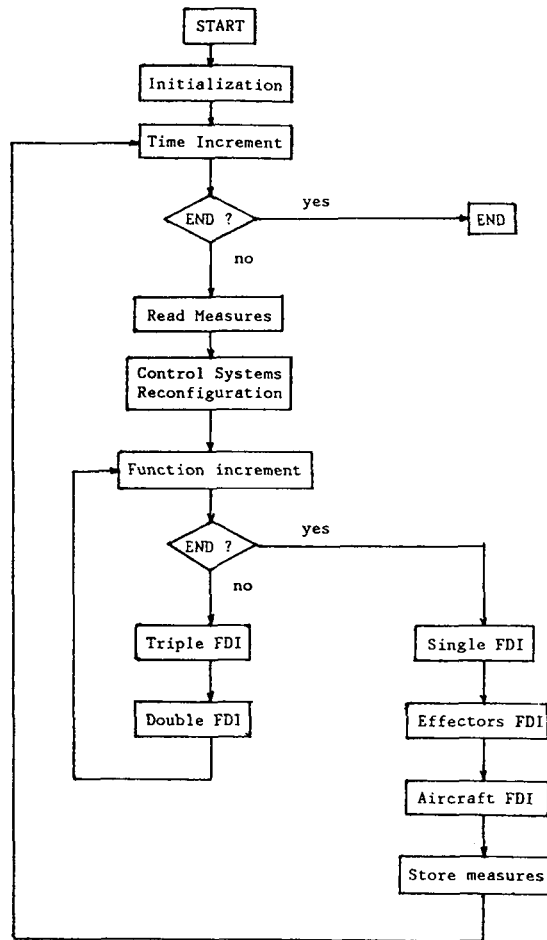 START
Initialization
Time Increment
END ?
yes
END
no
Read Measures
Control Systems
Reconfiguration
Function increment
END ?
yes
no
Triple FDI
Double FDI
Single FDI
Effectors FDI
Aircraft FDI
Store measures